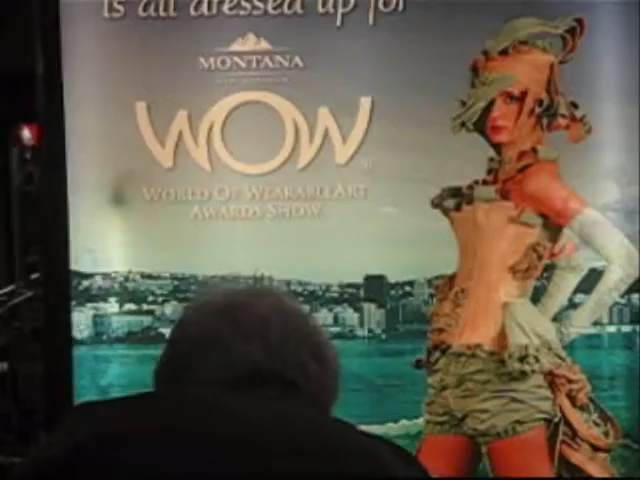 is all dressed up for
MONTANA
WOW
WORLD OF WEARABLEART
AWARDS SHOW